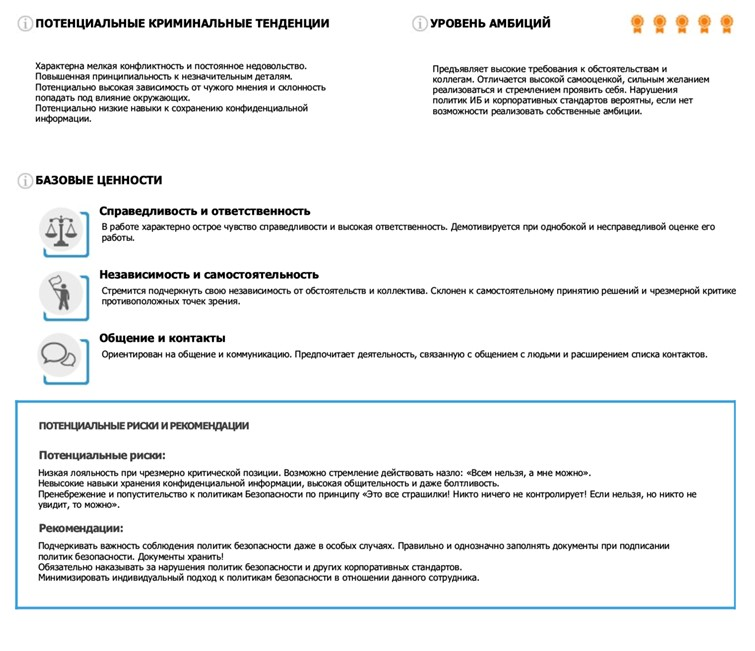 ПОТЕНЦИАЛЬНЫЕ КРИМИНАЛЬНЫЕ ТЕНДЕНЦИИ
Характерна мелкая конфликтность и постоянное недовольство.
Повышенная принципиальность к незначительным деталям.
Потенциально высокая зависимость от чужого мнения и склонность
попадать под влияние окружающих.
Потенциально низкие навыки к сохранению конфиденциальной
информации.
УРОВЕНЬ АМБИЦИЙ
Предъявляет высокие требования к обстоятельствам и
коллегам. Отличается высокой самооценкой, сильным желанием
реализоваться и стремлением проявить себя. Нарушения
политик ИБ и корпоративных стандартов вероятны, если нет
возможности реализовать собственные амбиции.
БАЗОВЫЕ ЦЕННОСТИ
Справедливость и ответственность
В работе характерно острое чувство справедливости и высокая ответственность. Демотивируется при однобокой и несправедливой оценке его
работы.
Независимость и самостоятельность
Стремится подчеркнуть свою независимость от обстоятельств и коллектива. Склонен к самостоятельному принятию решений и чрезмерной критике
противоположных точек зрения.
Общение и контакты
Ориентирован на общение и коммуникацию. Предпочитает деятельность, связанную с общением с людьми и расширением списка контактов.
ПОТЕНЦИАЛЬНЫЕ РИСКИ И РЕКОМЕНДАЦИИ
Потенциальные риски:
Низкая лояльность при чрезмерно критической позиции. Возможно стремление действовать назло: «Всем нельзя, а мне можно».
Невысокие навыки хранения конфиденциальной информации, высокая общительность и даже болтливость.
Пренебрежение и попустительство к политикам Безопасности по принципу «Это все страшилки! Никто ничего не контролирует! Если нельзя, но никто не
увидит, то можно».
Рекомендации:
Подчеркивать важность соблюдения политик безопасности даже в особых случаях. Правильно и однозначно заполнять документы при подписании
политик безопасности. Документы хранить!
Обязательно наказывать за нарушения политик безопасности и других корпоративных стандартов.
Минимизировать индивидуальный подход к политикам безопасности в отношении данного сотрудника.